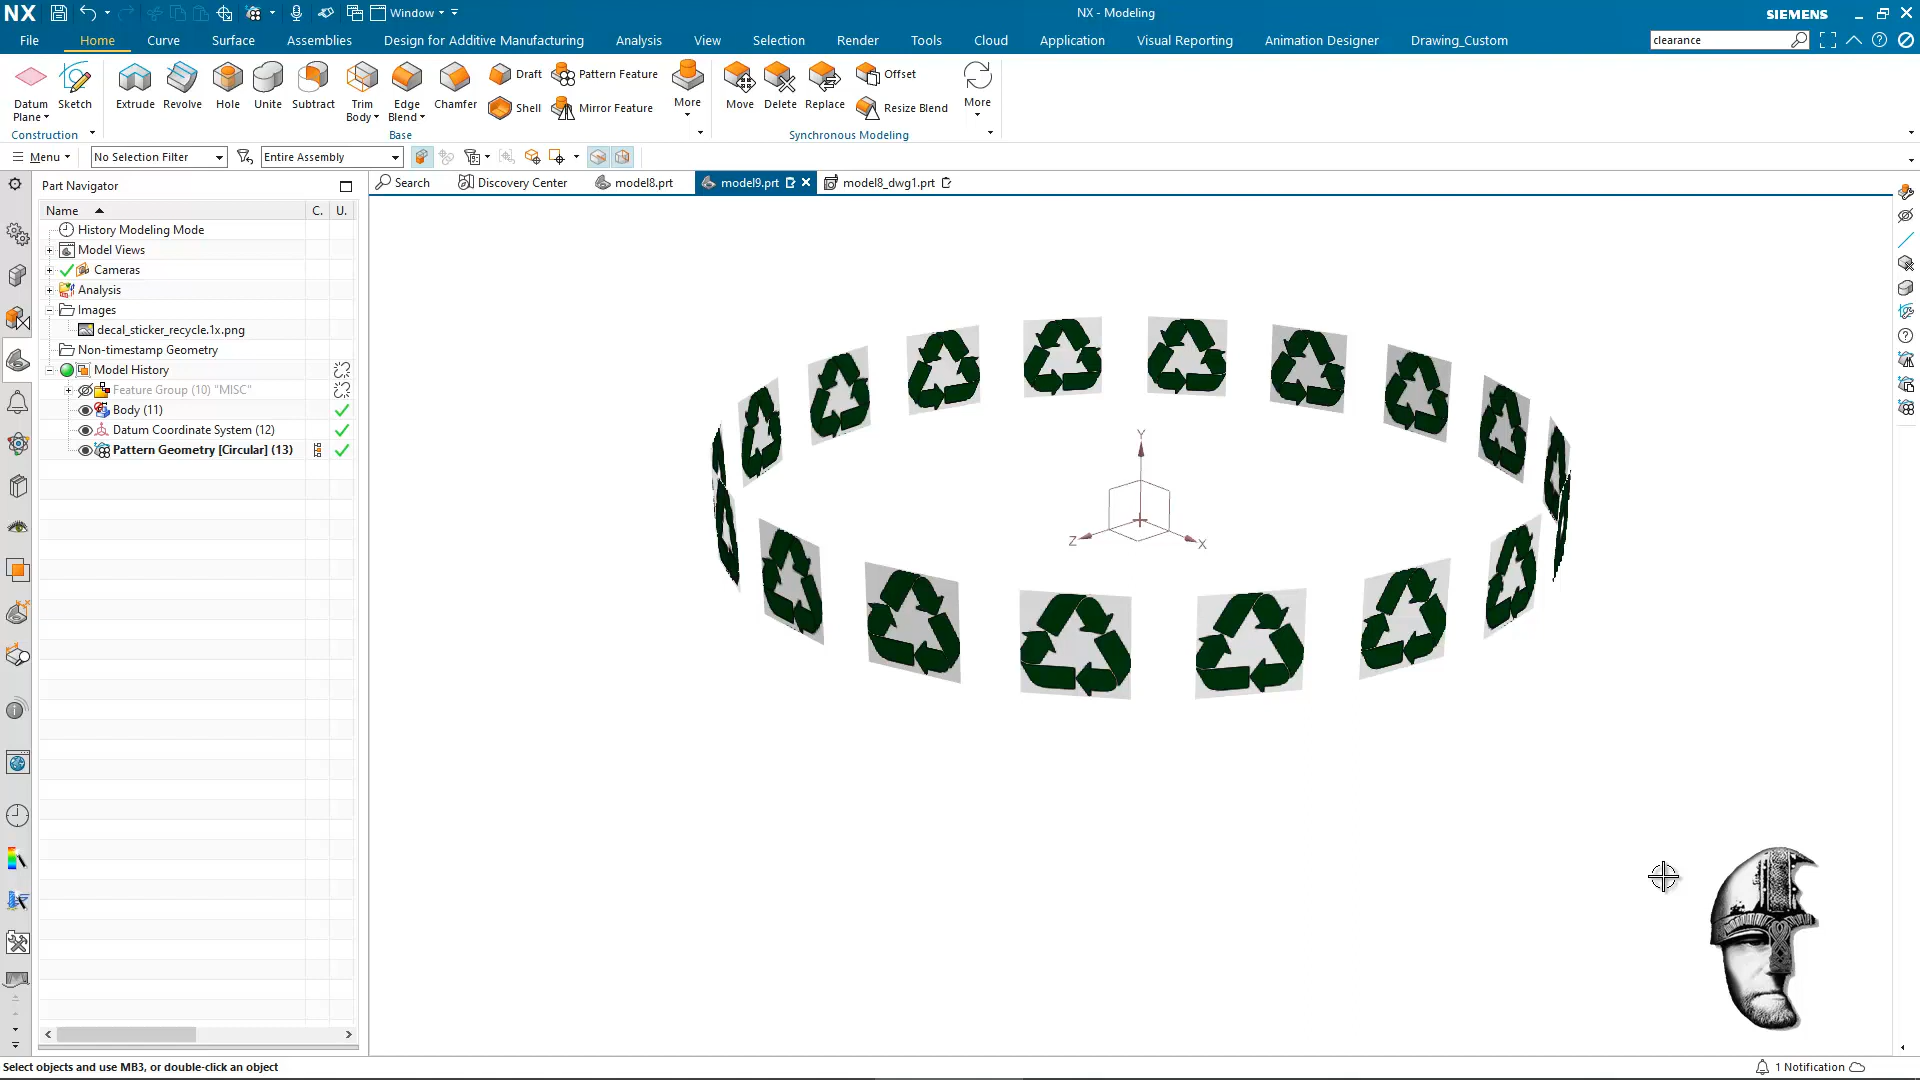 NX
Window
NX - Modeling
SIEMENS
File
Home
Curve
Surface
Assemblies
Design for Additive Manufacturing
Analysis
View
Selection
Render
Tools
Cloud
Application
Visual Reporting
Animation Designer
Drawing_Custom
clearance
Datum
Plane
Sketch
Extrude
Revolve
Hole
Unite
Subtract
Trim
Body
Edge
Blend
Chamfer
Draft
Shell
Pattern Feature
Mirror Feature
More
Move
Delete
Replace
Offset
Resize Blend
More
Construction
Base
Synchronous Modeling
Menu
No Selection Filter
Entire Assembly
Part Navigator
Search
Discovery Center
model8.prt
model9.prt
model8_dwg1.prt
Name
C.
U.
History Modeling Mode
Model Views
Cameras
Analysis
Images
decal_sticker_recycle.1x.png
Non-timestamp Geometry
Model History
Feature Group (10) "MISC"
Body (11)
Datum Coordinate System (12)
Pattern Geometry [Circular] (13)
Y
Z
X
Select objects and use MB3, or double-click an object
1 Notification